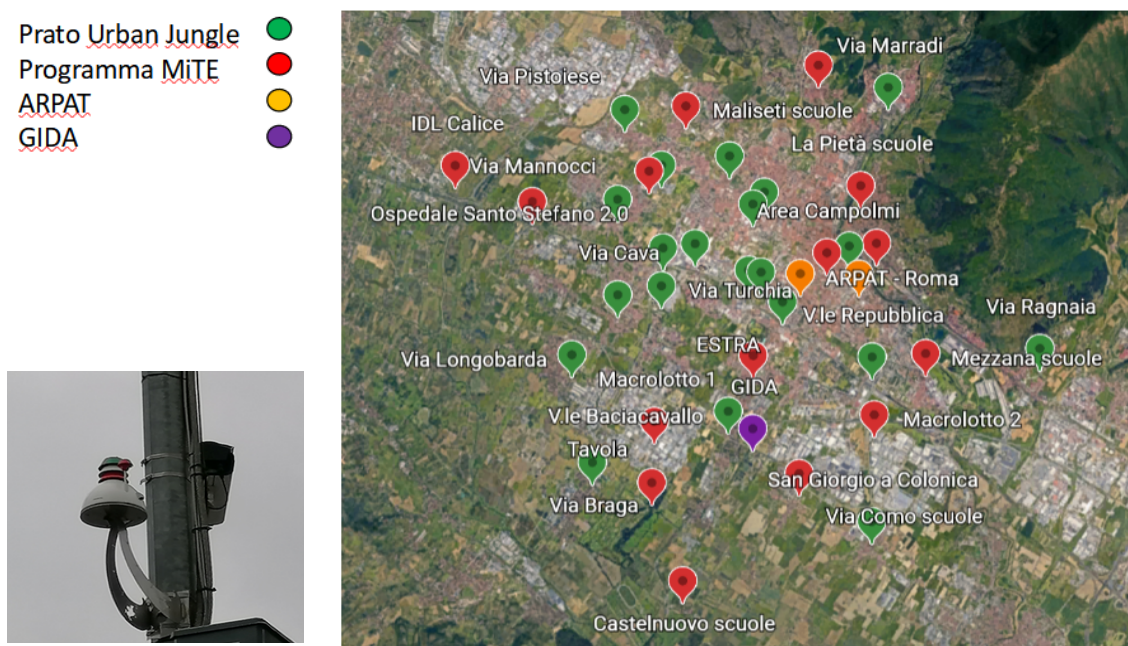 Prato Urban Jungle
Programma MiTE
ARPAT
GIDA
Via Marradi
Via Pistoiese
Maliseti scuole
IDL Calice
La Pietà scuole
Via Mannocci
Ospedale Santo Stefano 2.0
Area Campolmi
Via Cava
ARPAT - Roma
Via Turchia
Via Ragnaia
V.le Repubblica
ESTRA
Via Longobarda
Mezzana scuole
Macrolotto 1
GIDA
V.le Baciacavallo
Macrolotto 2
Tavola
San Giorgio a Colonica
Via Braga
Via Como scuole
Castelnuovo scuole